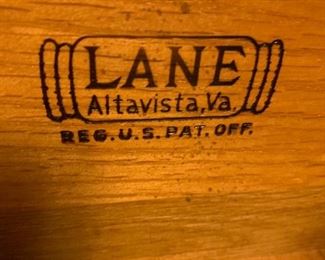 LANE
Altavista, Va.
REG. U.S. PAT. OFF.